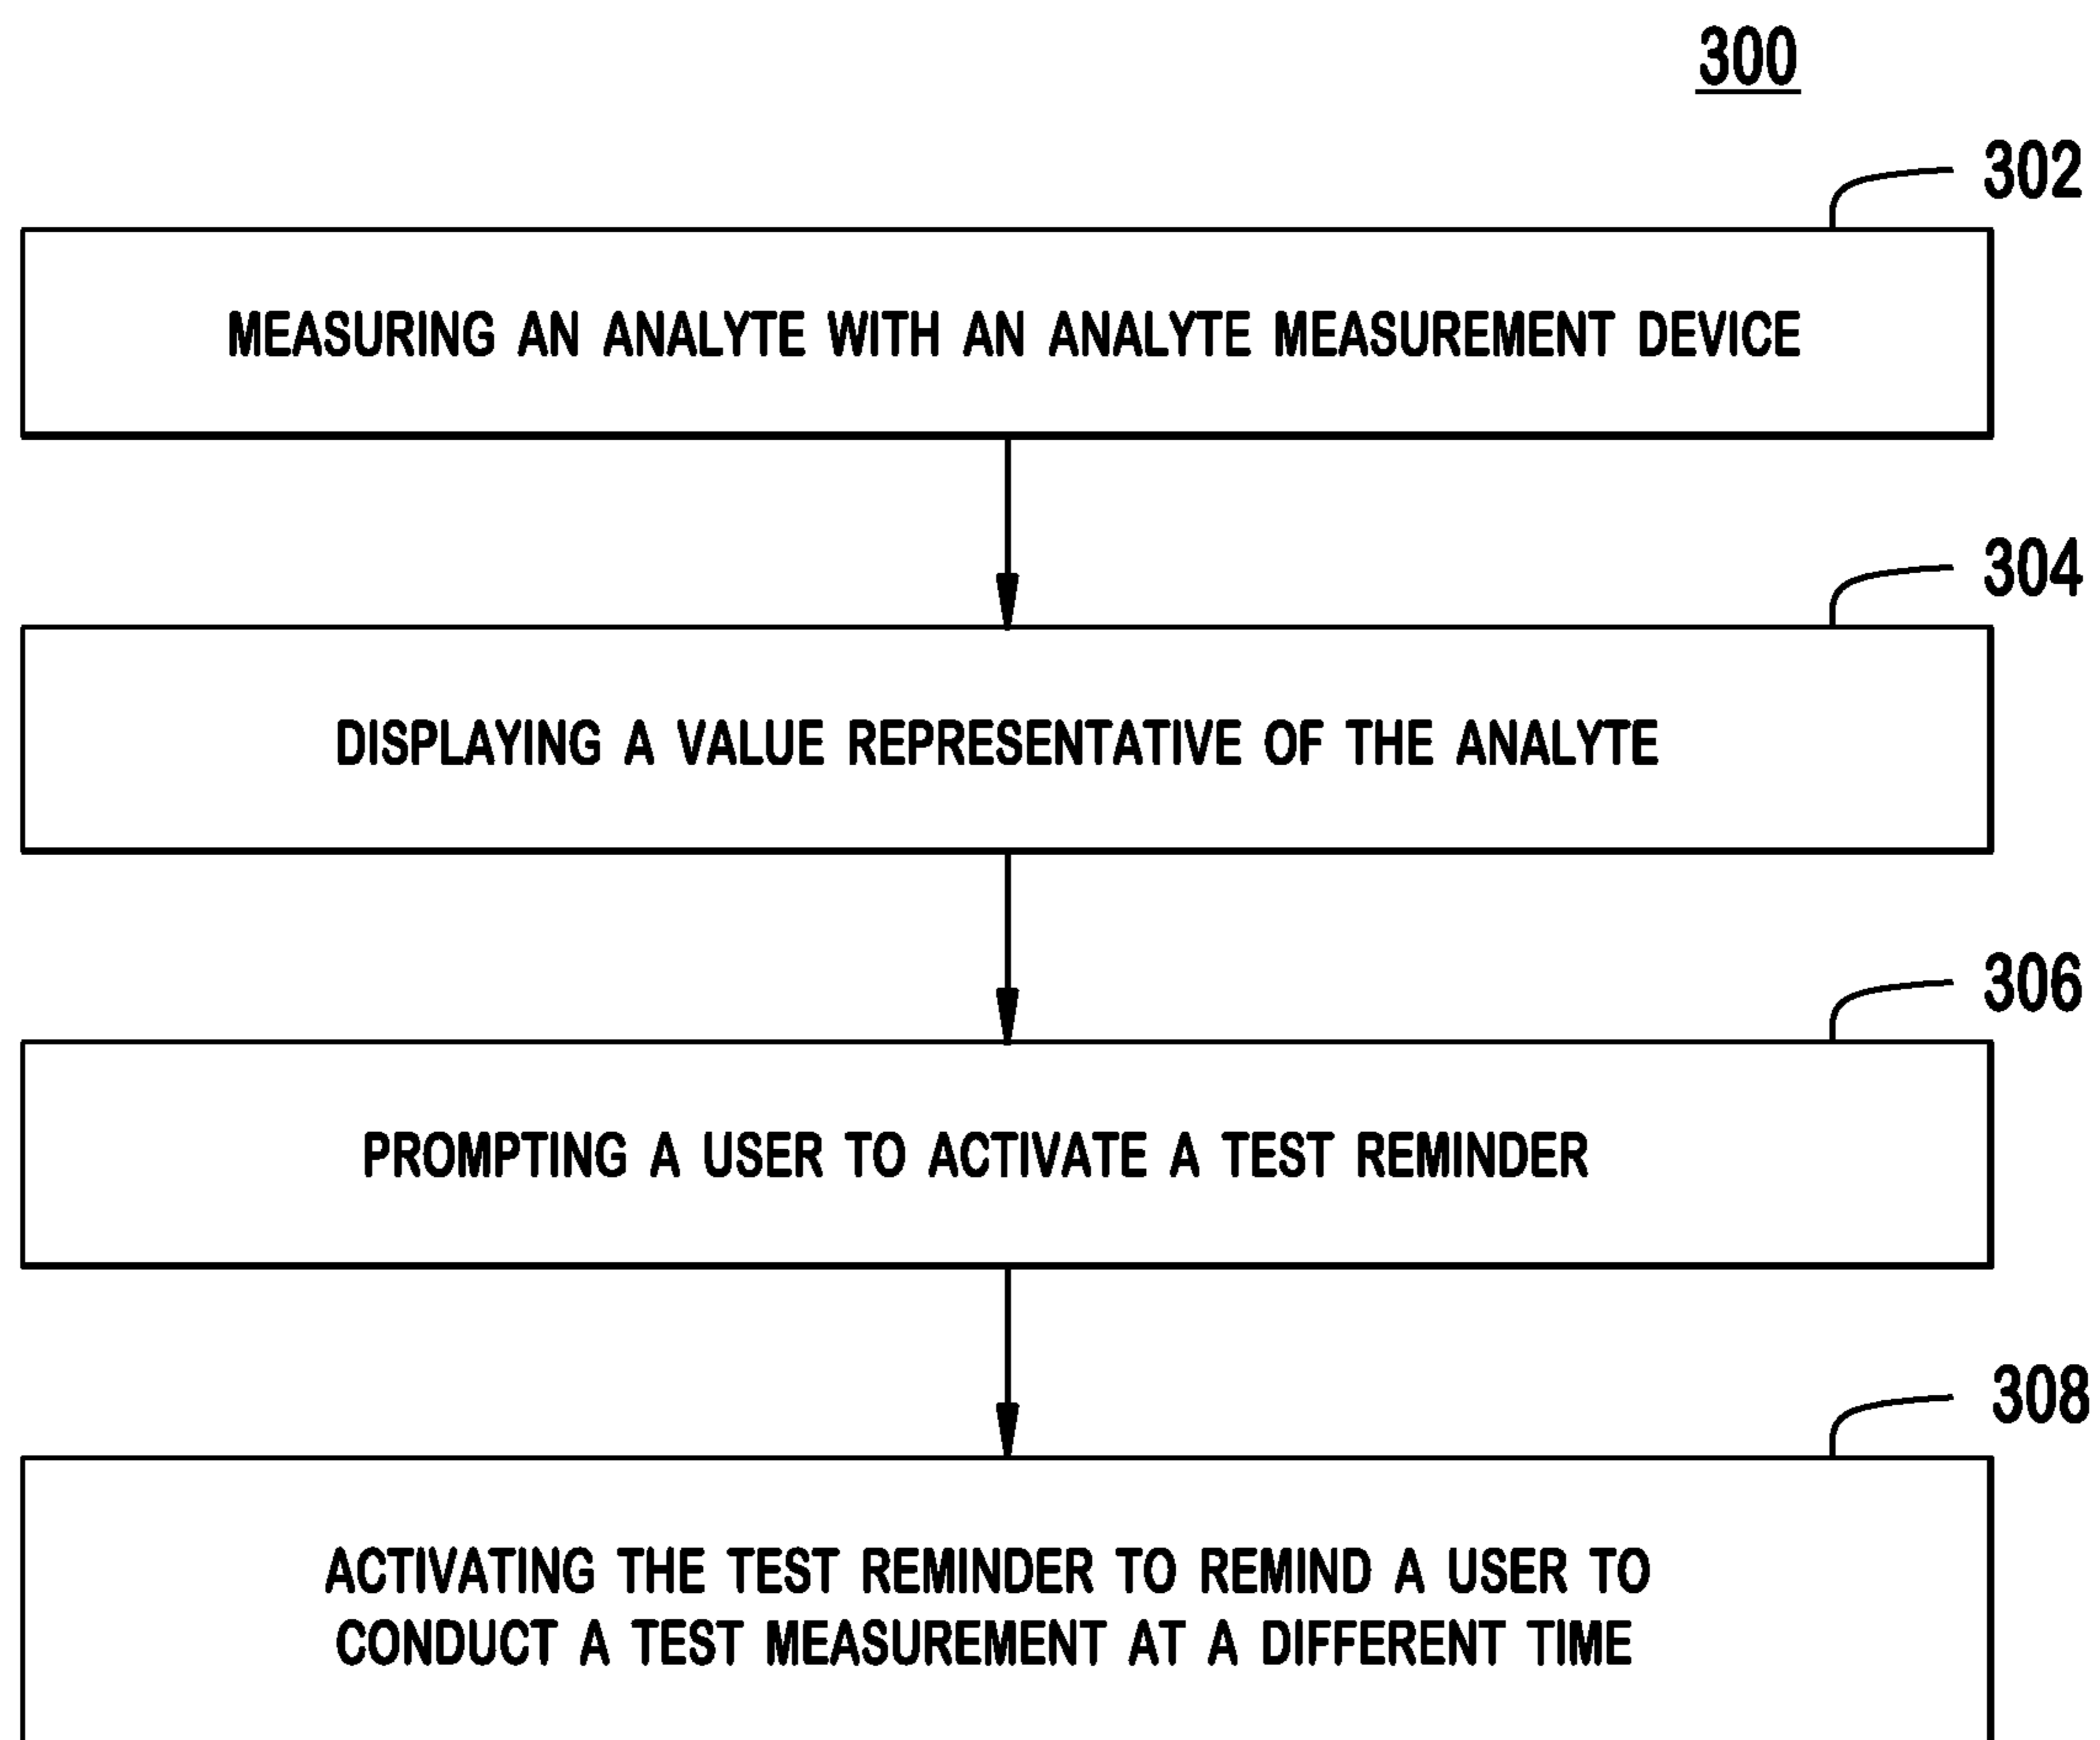 300
302
MEASURING AN ANALYTE WITH AN ANALYTE MEASUREMENT DEVICE
304
DISPLAYING A VALUE REPRESENTATIVE OF THE ANALYTE
306
PROMPTING A USER TO ACTIVATE A TEST REMINDER
308
ACTIVATING THE TEST REMINDER TO REMIND A USER TO
CONDUCT A TEST MEASUREMENT AT A DIFFERENT TIME